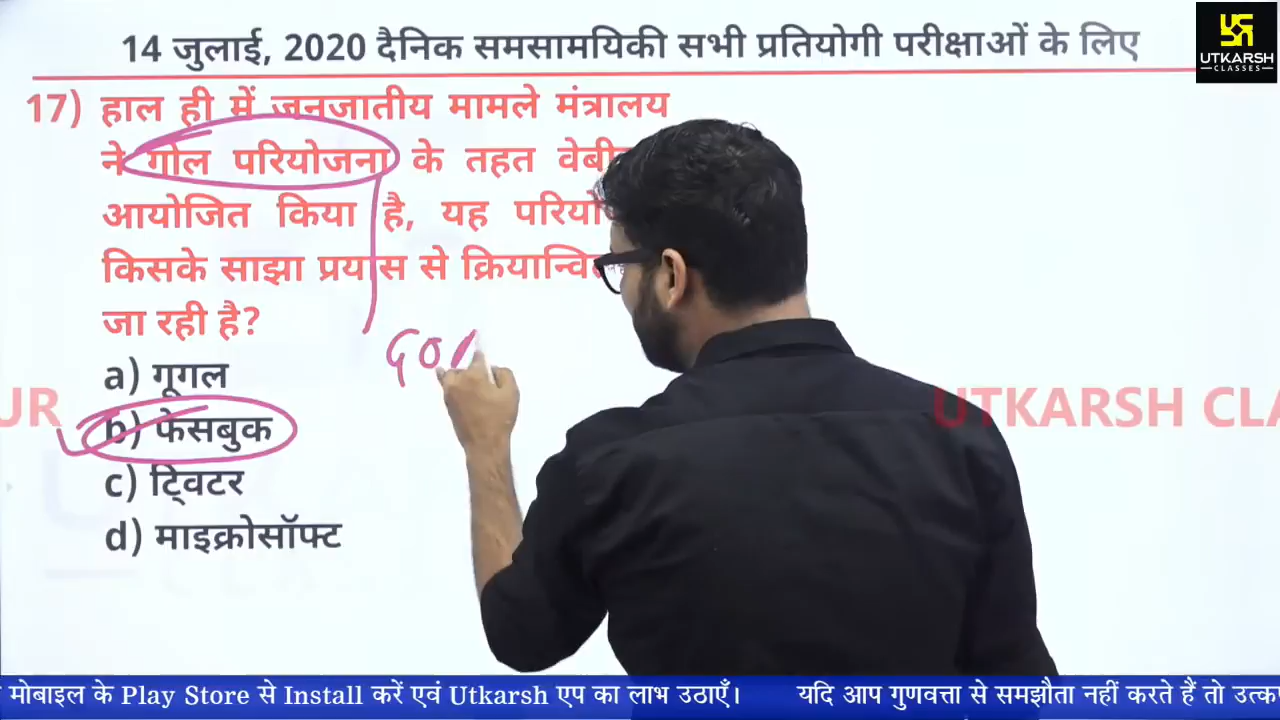 14 जुलाई, 2020 दैनिक समसामयिकी सभी प्रतियोगी परीक्षाओं के लिए
UTKARSH
CLASSES
17) हाल ही में जनजातीय मामले मंत्रालय
ने गोल परियोजना के तहत
आयोजित किया है, यह
किसके साझा प्रयास से
जा रही है?
GO
a) गूगल
b) फेसबुक
UR
UTKARSH CLA
c) ट्विटर
d) माइक्रोसॉफ्ट
मोबाइल के Play Store से Install करें एवं Utkarsh एप का लाभ उठाएँ। यदि आप गुणवत्ता से समझौता नहीं करते हैं तो